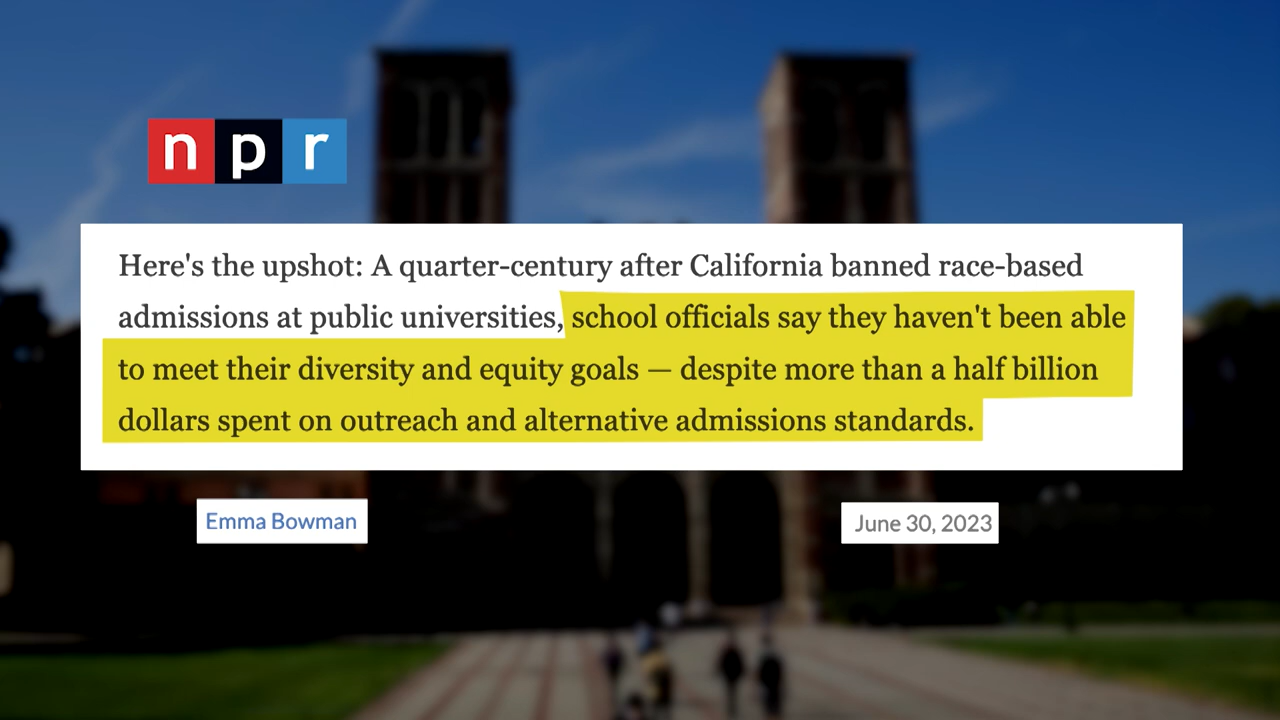 npr
Here's the upshot: A quarter-century after California banned race-based
admissions at public universities, school officials say they haven't been able
to meet their diversity and equity goals — despite more than a half billion
dollars spent on outreach and alternative admissions standards.
Emma Bowman
June 30, 2023